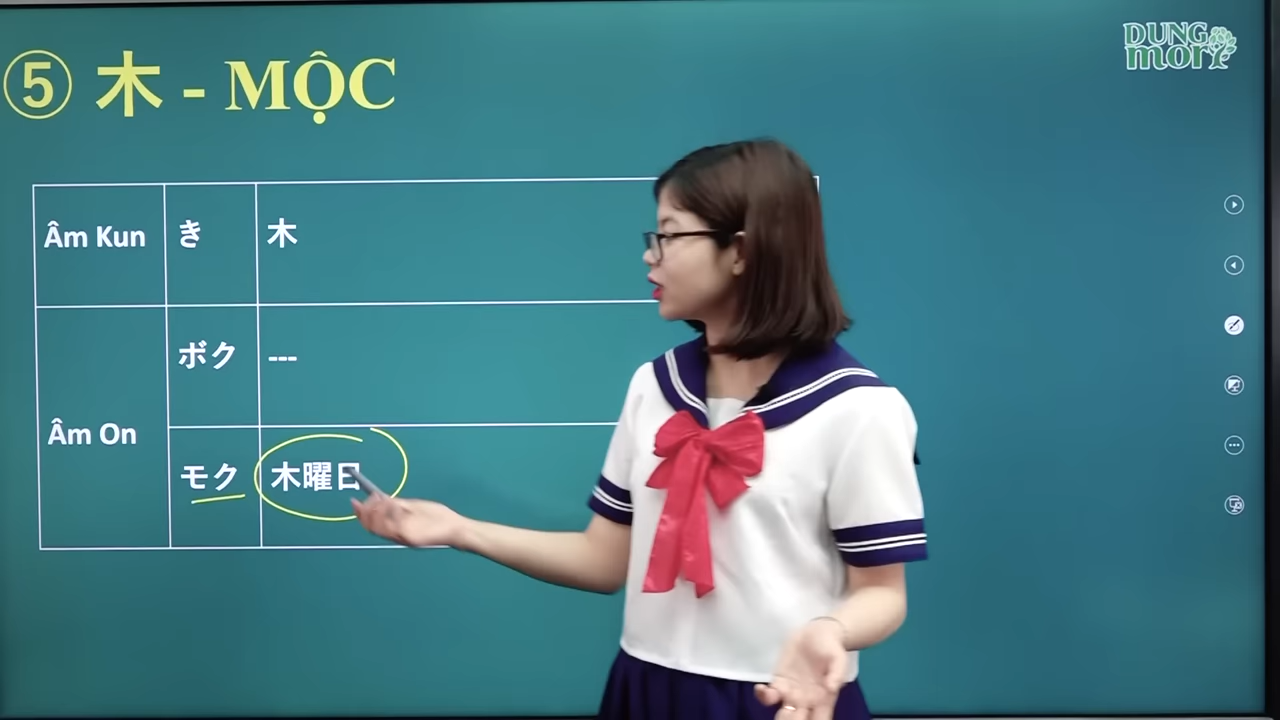 ⑤ 木 - MỘC
DUNG
mori
Âm Kun き 木
ボク ---
Âm On
モク 木曜日